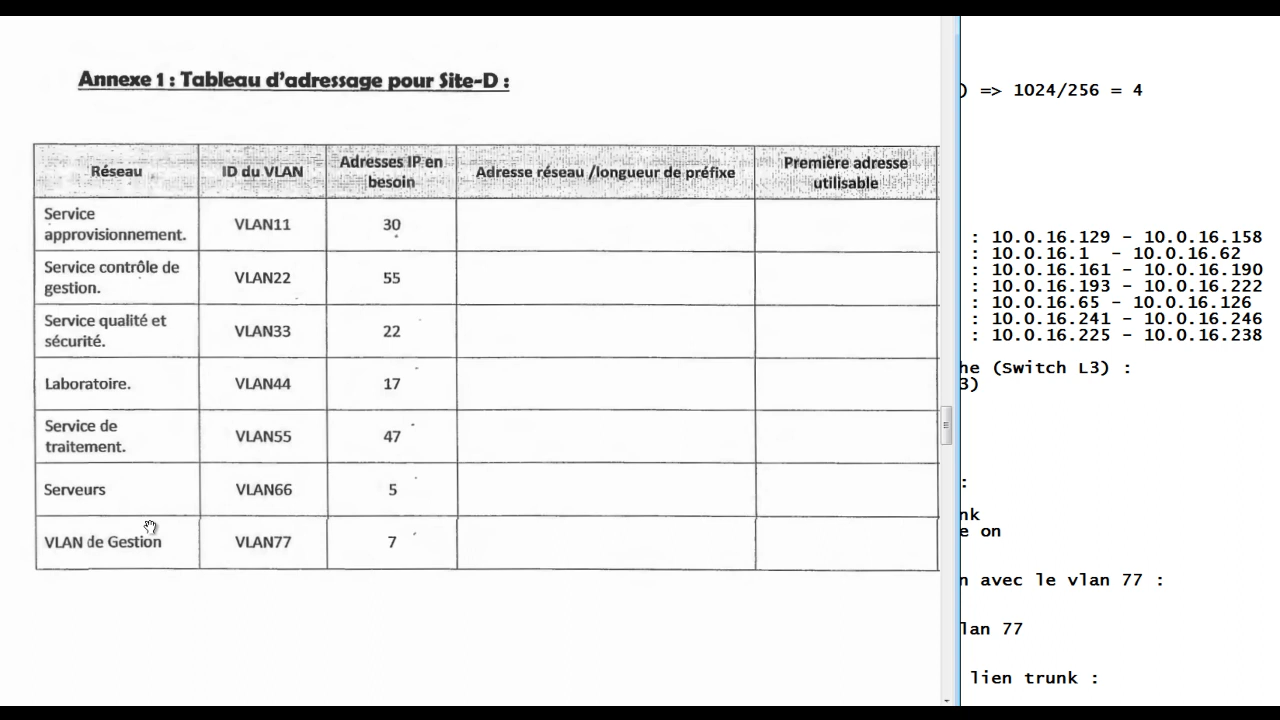 Annexe 1 : Tableau d'adressage pour Site-D :
Réseau
ID du VLAN
Adresses IP en
besoin
Adresse réseau /longueur de préfixe
Première adresse
utilisable
Service
approvisionnement.
VLAN11
30
Service contrôle de
gestion.
VLAN22
55
Service qualité et
sécurité.
VLAN33
22
Laboratoire.
VLAN44
17
Service de
traitement.
VLAN55
47
Serveurs
VLAN66
5
VLAN de Gestion
VLAN77
7
) => 1024/256 = 4
: 10.0.16.129 - 10.0.16.158
: 10.0.16.1 - 10.0.16.62
: 10.0.16.161 - 10.0.16.190
: 10.0.16.193 - 10.0.16.222
: 10.0.16.65 - 10.0.16.126
: 10.0.16.241 - 10.0.16.246
: 10.0.16.225 - 10.0.16.238
he (Switch L3) :
3)
:
nk
e on
n avec le vlan 77 :
lan 77
lien trunk :